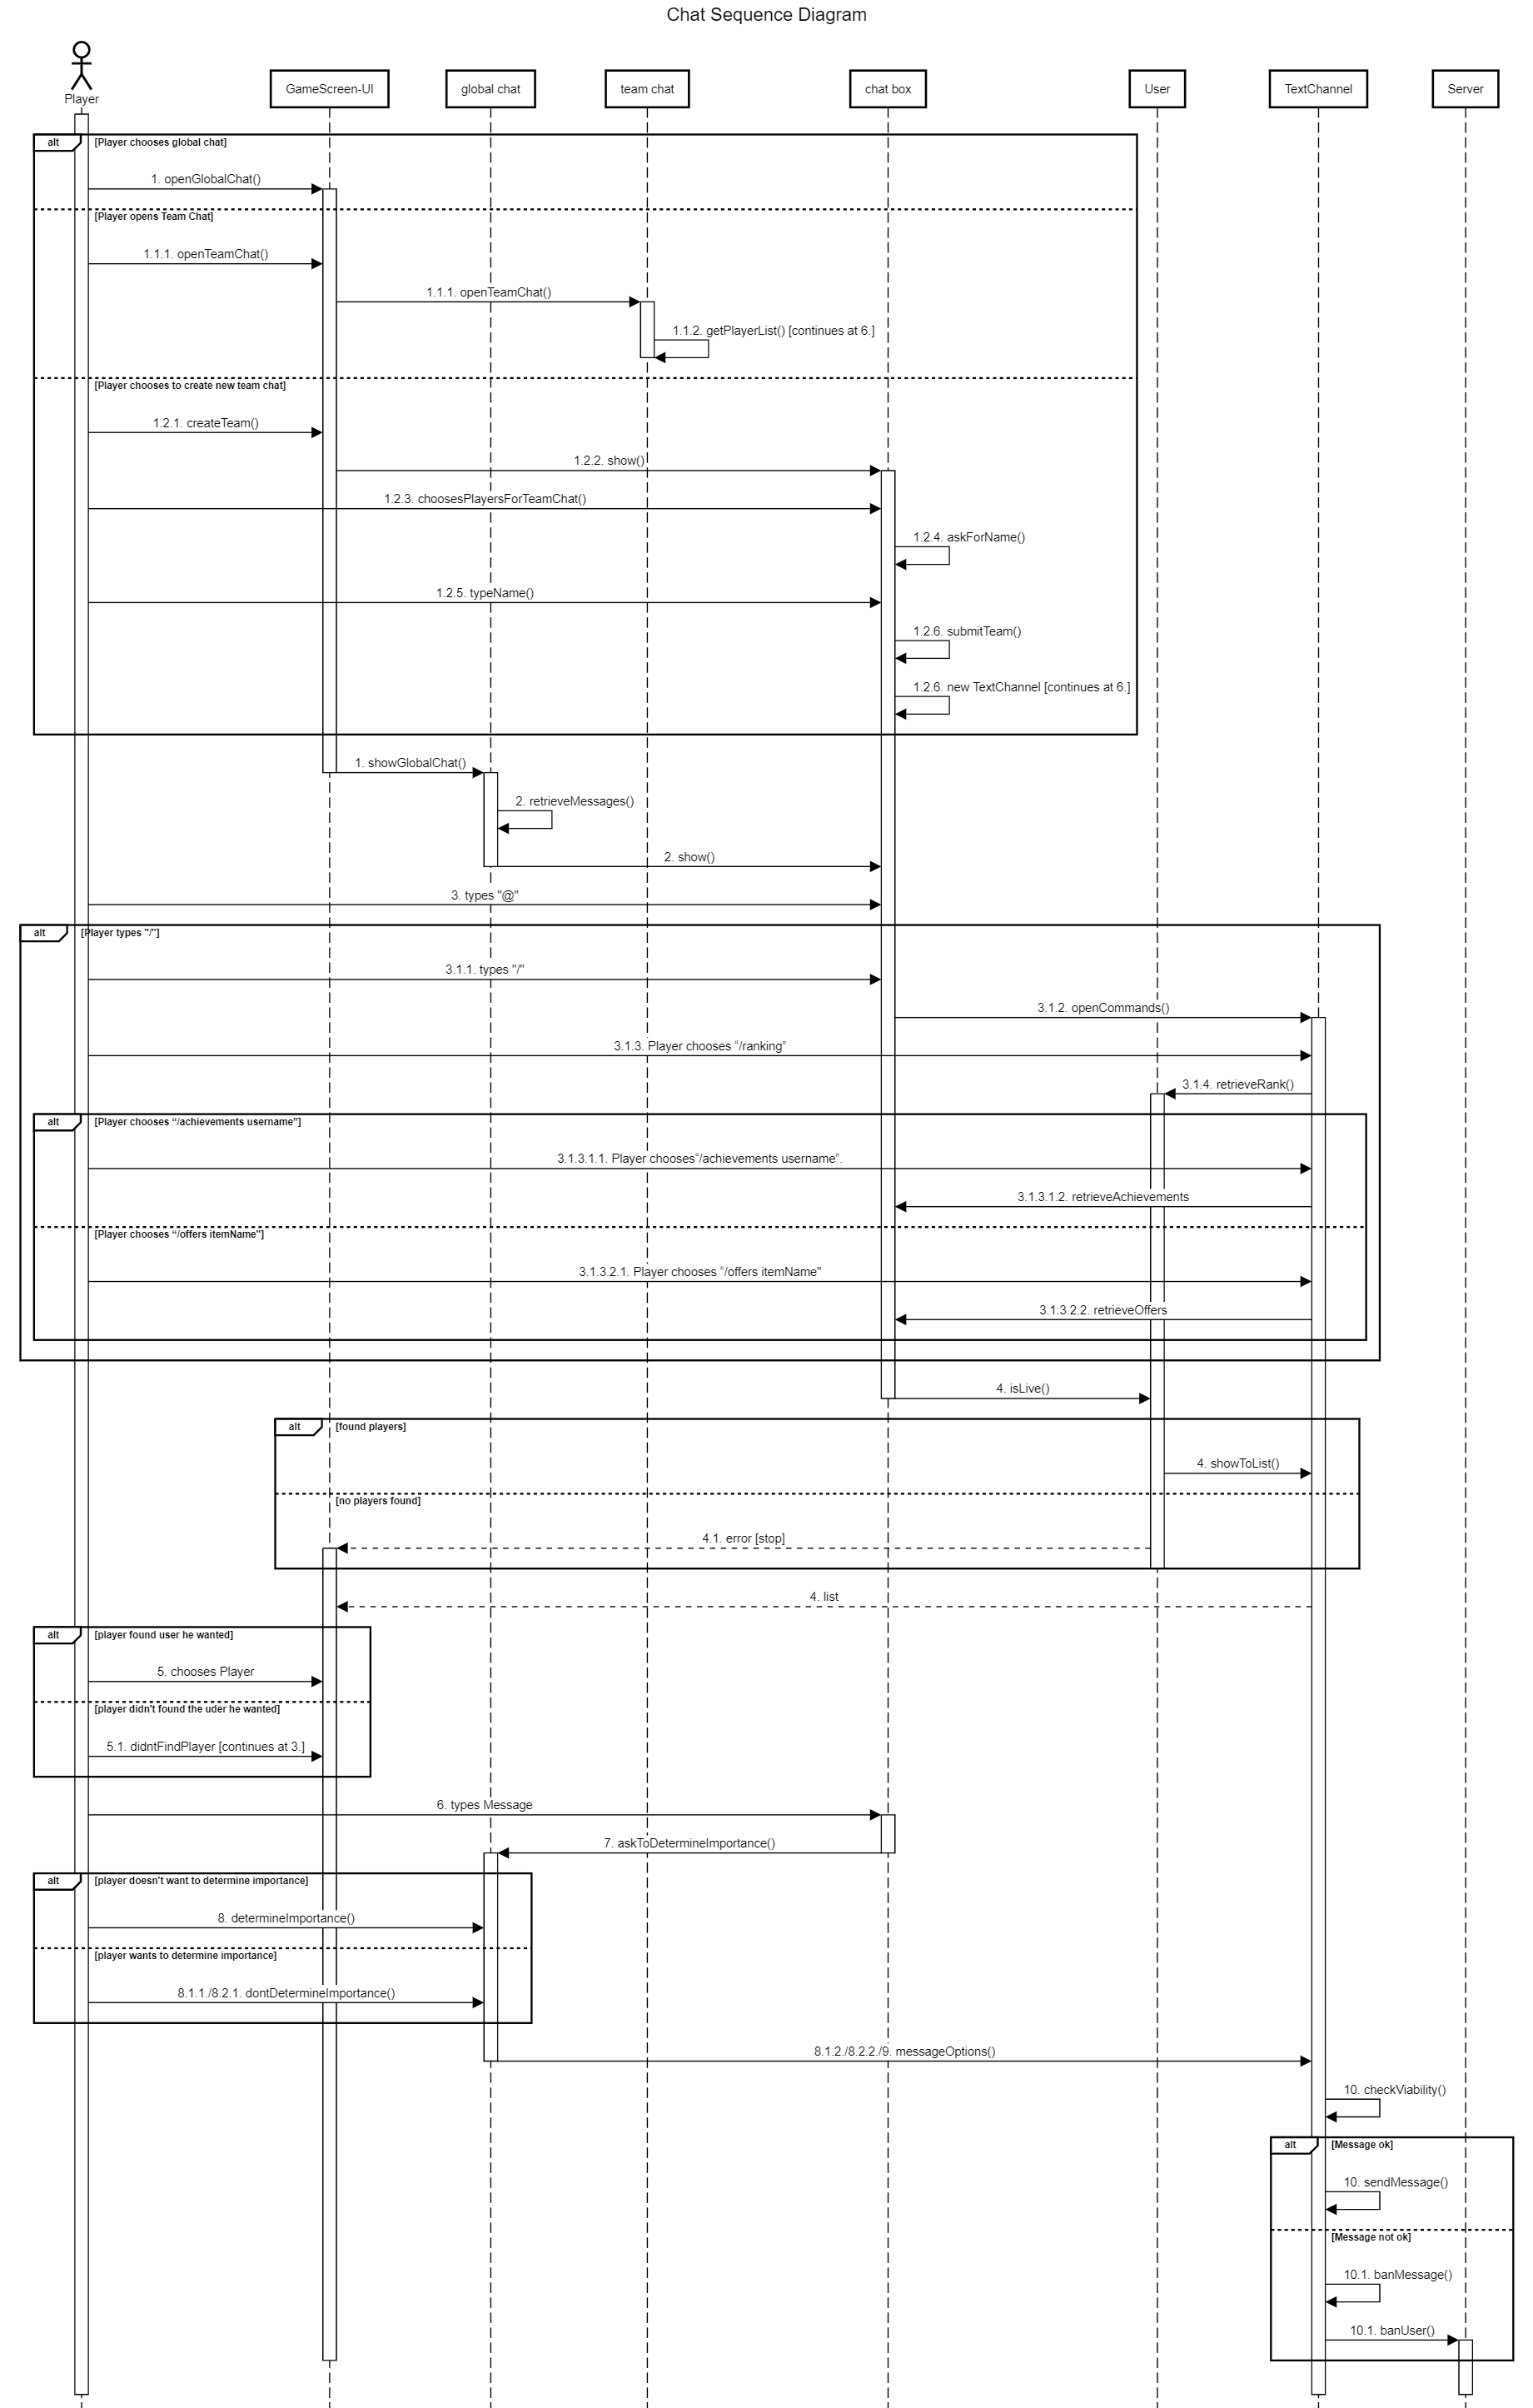 Chat Sequence Diagram
Player
GameScreen-UI
global chat
team chat
chat box
User
TextChannel
Server
alt
[Player chooses global chat]
1. openGlobalChat()
[Player opens Team Chat]
1.1.1. openTeamChat()
1.1.1. openTeamChat()
1.1.2. getPlayerList() [continues at 6.]
[Player chooses to create new team chat]
1.2.1. createTeam()
1.2.2. show()
1.2.3. choosesPlayersForTeamChat()
1.2.4. askForName()
1.2.5. typeName()
1.2.6. submitTeam()
1.2.6. new TextChannel [continues at 6.]
1. showGlobalChat()
2. retrieveMessages()
2. show()
3. types "@"
alt
[Player types "/"]
3.1.1. types "/"
3.1.2. openCommands()
3.1.3. Player chooses “/ranking”
3.1.4. retrieveRank()
alt
[Player chooses “/achievements username”]
3.1.3.1.1. Player chooses“/achievements username”.
3.1.3.1.2. retrieveAchievements
[Player chooses “/offers itemName"]
3.1.3.2.1. Player chooses “/offers itemName"
3.1.3.2.2. retrieveOffers
4. isLive()
alt
[found players]
4. showToList()
[no players found]
4.1. error [stop]
4. list
alt
[player found user he wanted]
5. chooses Player
[player didn't found the uder he wanted]
5.1. didntFindPlayer [continues at 3.]
6. types Message
7. askToDetermineImportance()
alt
[player doesn't want to determine importance]
8. determineImportance()
[player wants to determine importance]
8.1.1./8.2.1. dontDetermineImportance()
8.1.2./8.2.2./9. messageOptions()
10. checkViability()
alt
[Message ok]
10. sendMessage()
[Message not ok]
10.1. banMessage()
10.1. banUser()